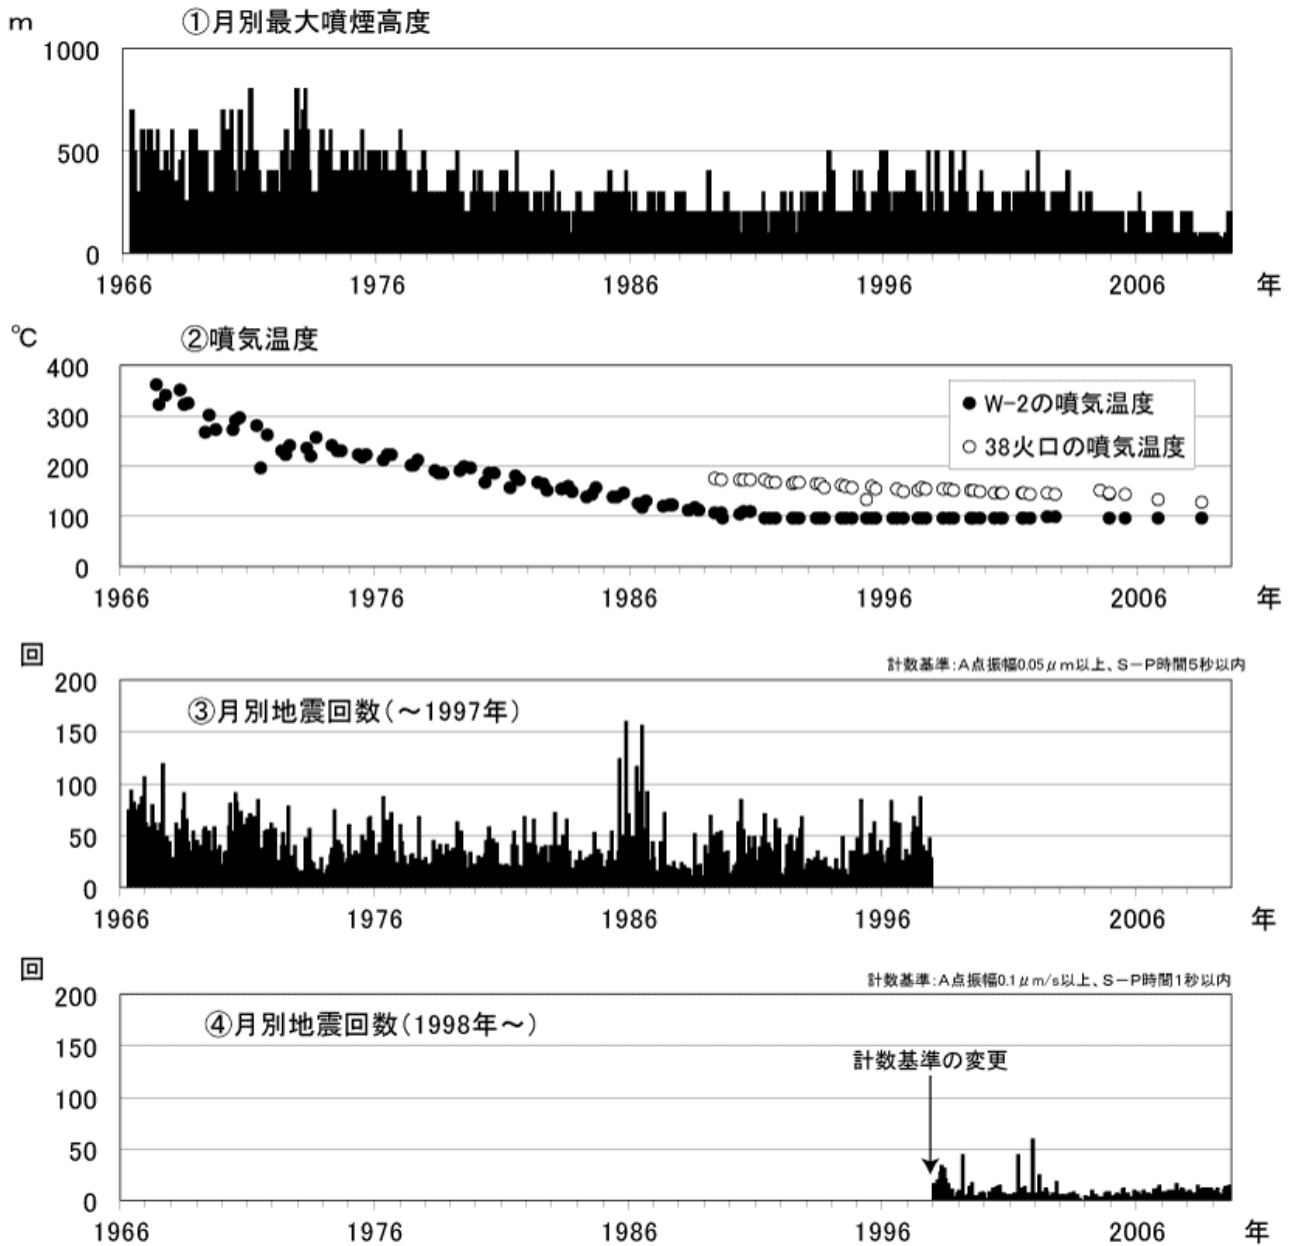 m
①月別最大噴煙高度
1000
500
0
1966 1976 1986 1996 2006 年
℃
②噴気温度
400
300
200
100
0
W-2の噴気温度
38火口の噴気温度
1966 1976 1986 1996 2006 年
回
計数基準:A点振幅0.05μm以上、S－P時間5秒以内
③月別地震回数(～1997年)
200
150
100
50
0
1966 1976 1986 1996 2006 年
回
計数基準:A点振幅0.1μm/s以上、S－P時間1秒以内
④月別地震回数(1998年～)
200
150
100
50
0
計数基準の変更
1966 1976 1986 1996 2006 年